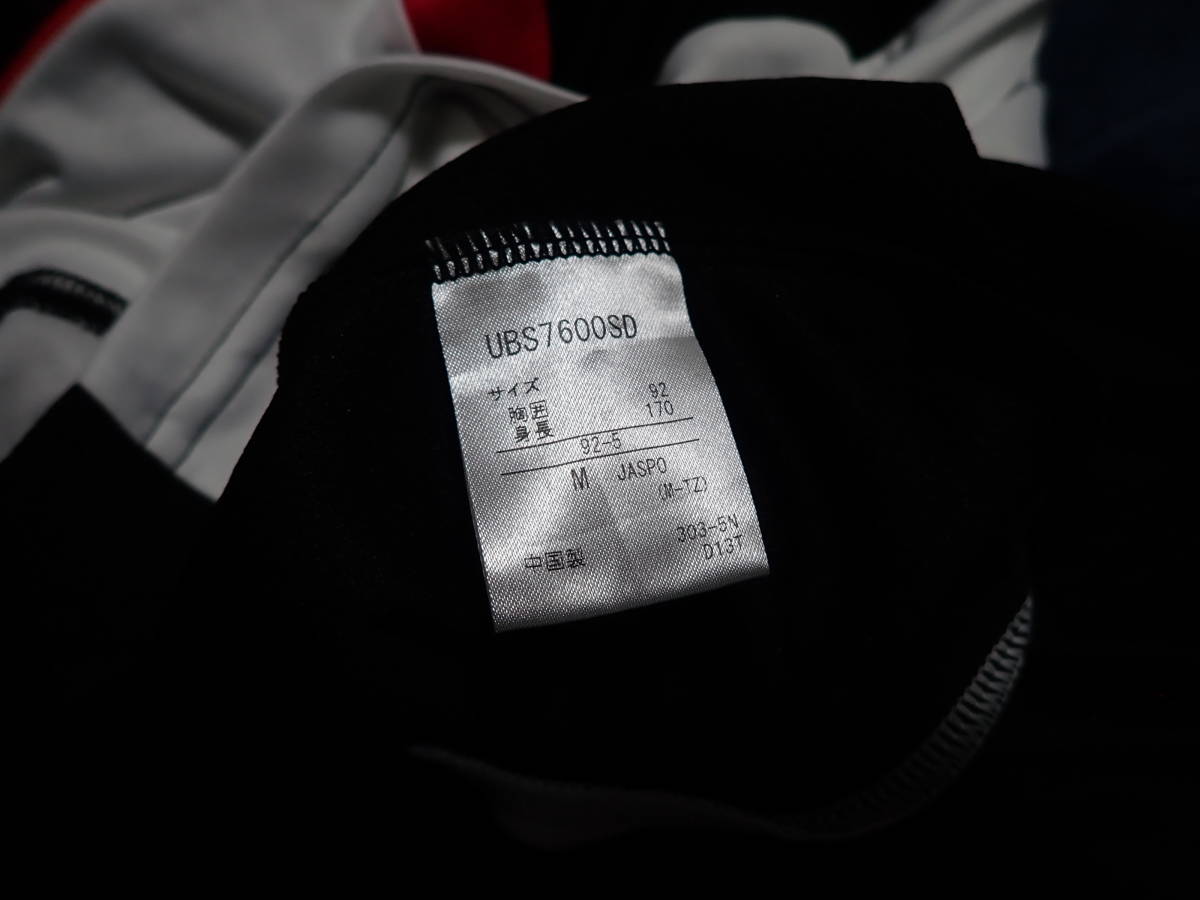 UBS7600SD
サイズ
胸囲 92
身長 170
92-5
M JASPO
(M-TZ)
303-5N
中国製 D13T